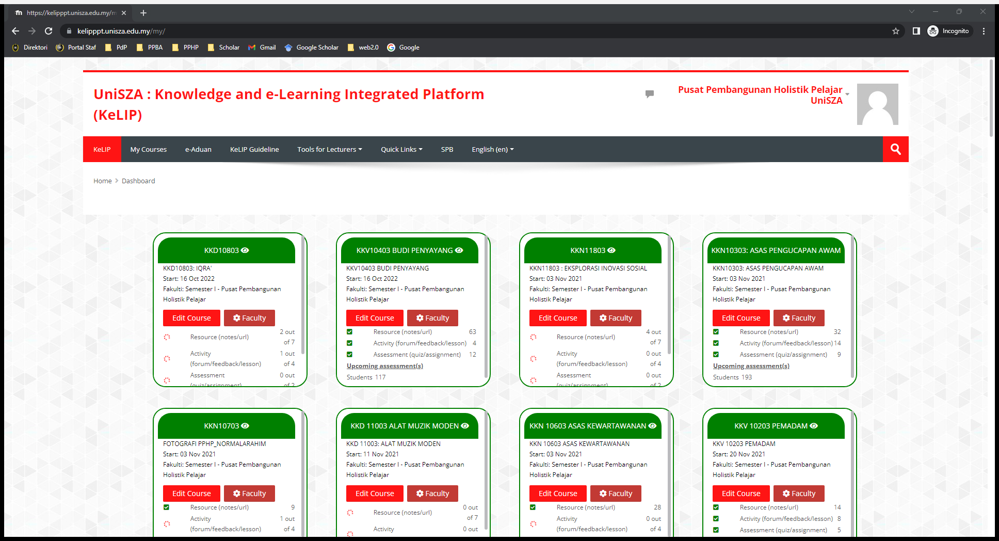 https://kelipppt.unisza.edu.my/m
kelipppt.unisza.edu.my/my/
Incognito
Direktori Portal Staf PdP PPBA PPHP Scholar Gmail Google Scholar web2.0 Google
UniSZA : Knowledge and e-Learning Integrated Platform
(KeLIP)
Pusat Pembangunan Holistik Pelajar
UniSZA
KeLIP My Courses e-Aduan KeLIP Guideline Tools for Lecturers Quick Links SPB English (en)
Home Dashboard
KKD10803
KKD10803: IQRA'
Start: 16 Oct 2022
Fakulti: Semester I - Pusat Pembangunan
Holistik Pelajar
Edit Course Faculty
Resource (notes/url) 2 out
of 7
Activity 1 out
(forum/feedback/lesson) of 4
Assessment 0 out
(quiz/assignment) of 2
KKV10403 BUDI PENYAYANG
KKV10403 BUDI PENYAYANG
Start: 16 Oct 2022
Fakulti: Semester I - Pusat Pembangunan
Holistik Pelajar
Edit Course Faculty
Resource (notes/url) 63
Activity (forum/feedback/lesson) 4
Assessment (quiz/assignment) 12
Upcoming assessment(s)
Students 117
KKN11803
KKN11803 : EKSPLORASI INOVASI SOSIAL
Start: 03 Nov 2021
Fakulti: Semester I - Pusat Pembangunan
Holistik Pelajar
Edit Course Faculty
Resource (notes/url) 4 out
of 7
Activity 0 out
(forum/feedback/lesson) of 4
Assessment 0 out
(quiz/assignment) of 2
KKN10303: ASAS PENGUCAPAN AWAM
KKN10303: ASAS PENGUCAPAN AWAM
Start: 03 Nov 2021
Fakulti: Semester I - Pusat Pembangunan
Holistik Pelajar
Edit Course Faculty
Resource (notes/url) 32
Activity (forum/feedback/lesson) 14
Assessment (quiz/assignment) 9
Upcoming assessment(s)
Students 193
KKN10703
FOTOGRAFI PPHP_NORMALARAHIM
Start: 03 Nov 2021
Fakulti: Semester I - Pusat Pembangunan
Holistik Pelajar
Edit Course Faculty
Resource (notes/url) 9
Activity 1 out
(forum/feedback/lesson) of 4
KKD 11003 ALAT MUZIK MODEN
KKD 11003: ALAT MUZIK MODEN
Start: 11 Nov 2021
Fakulti: Semester I - Pusat Pembangunan
Holistik Pelajar
Edit Course Faculty
Resource (notes/url) 0 out
of 7
Activity 0 out
KKN 10603 ASAS KEWARTAWANAN
KKN 10603 ASAS KEWARTAWANAN
Start: 03 Nov 2021
Fakulti: Semester I - Pusat Pembangunan
Holistik Pelajar
Edit Course Faculty
Resource (notes/url) 28
Activity 0 out
(forum/feedback/lesson) of 4
KKV 10203 PEMADAM
KKV 10203 PEMADAM
Start: 20 Nov 2021
Fakulti: Semester I - Pusat Pembangunan
Holistik Pelajar
Edit Course Faculty
Resource (notes/url) 14
Activity (forum/feedback/lesson) 8
Assessment (quiz/assignment) 5